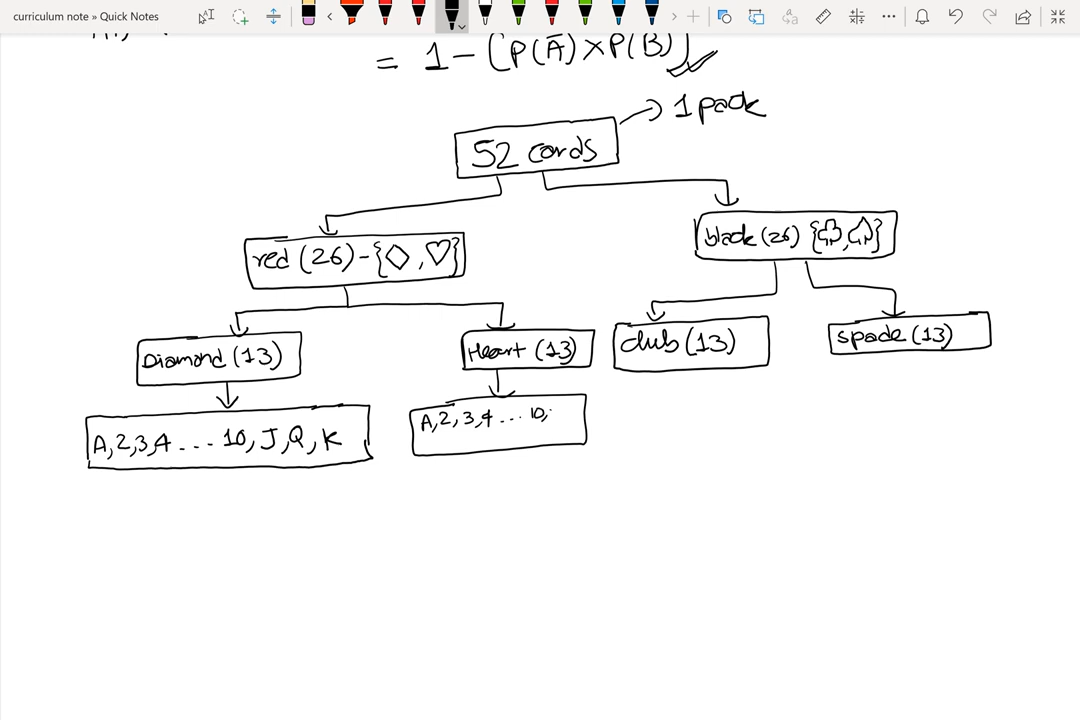 curriculum note » Quick Notes
= 1 - (P(Ā) × P(B̄))
52 cards → 1 pack
red (26) - {◇, ♡}
black (26) {♧, ♤}
Diamond (13)
Heart (13)
club (13)
spade (13)
A, 2, 3, 4 ... 10, J, Q, K
A, 2, 3, 4 ... 10,